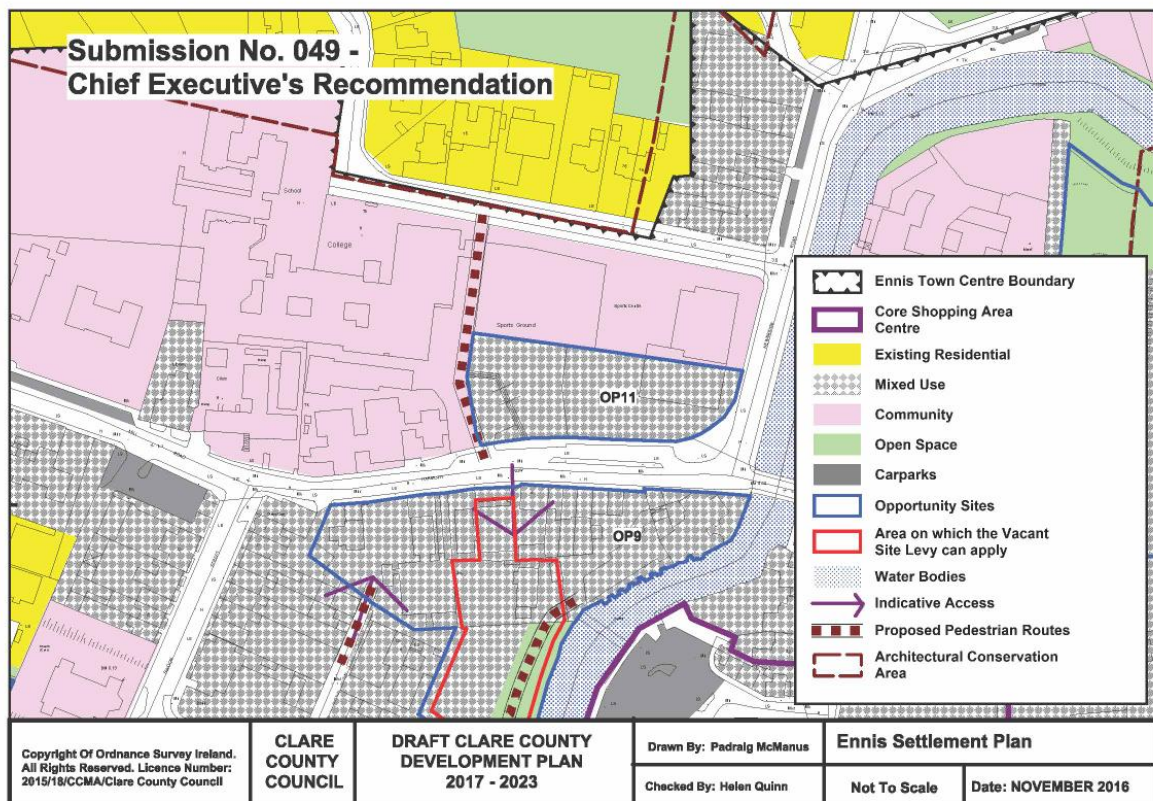 Submission No. 049 -
Chief Executive's Recommendation
School
College
Sports Ground
Sports Centre
OP11
OP9
Ennis Town Centre Boundary
Core Shopping Area
Centre
Existing Residential
Mixed Use
Community
Open Space
Carparks
Opportunity Sites
Area on which the Vacant
Site Levy can apply
Water Bodies
Indicative Access
Proposed Pedestrian Routes
Architectural Conservation
Area
Copyright Of Ordnance Survey Ireland.
All Rights Reserved. Licence Number:
2015/18/CCMA/Clare County Council
CLARE
COUNTY
COUNCIL
DRAFT CLARE COUNTY
DEVELOPMENT PLAN
2017 - 2023
Drawn By: Padraig McManus
Checked By: Helen Quinn
Ennis Settlement Plan
Not To Scale
Date: NOVEMBER 2016